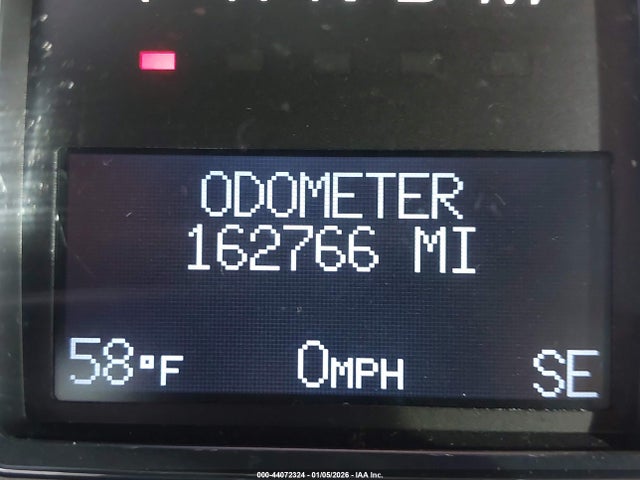 ODOMETER
162766 MI
58°F 0MPH SE
000-44072324 - 01/05/2026 - IAA Inc.